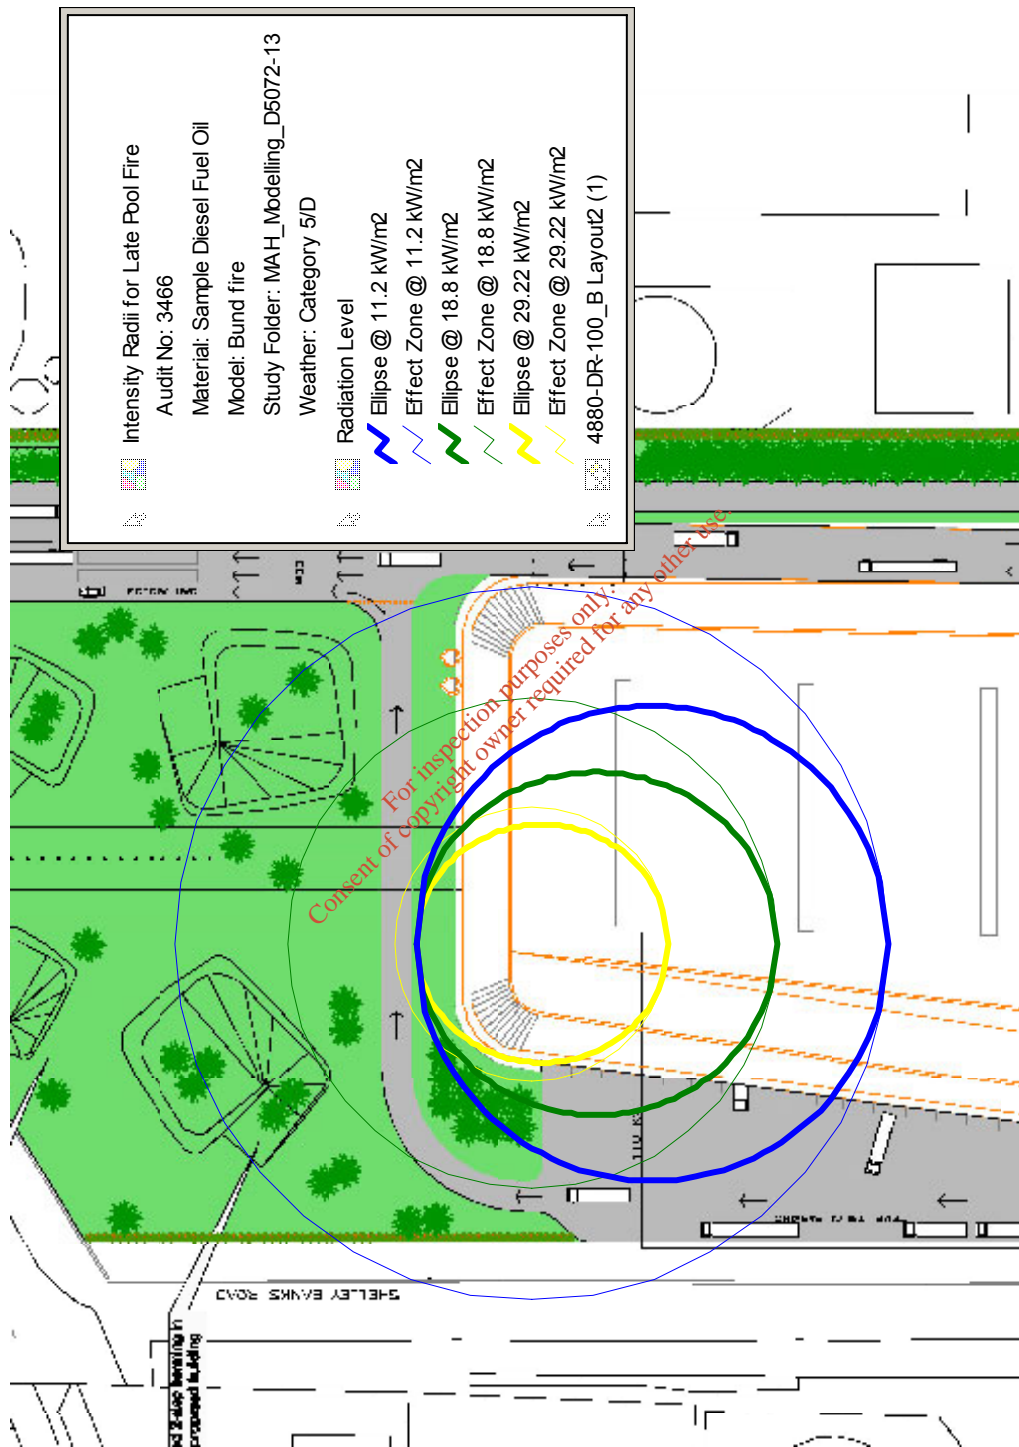 Intensity Radii for Late Pool Fire
Audit No: 3466
Material: Sample Diesel Fuel Oil
Model: Bund fire
Study Folder: MAH_Modelling_D5072-13
Weather: Category 5/D
Radiation Level
Ellipse @ 11.2 kW/m2
Effect Zone @ 11.2 kW/m2
Ellipse @ 18.8 kW/m2
Effect Zone @ 18.8 kW/m2
Ellipse @ 29.22 kW/m2
Effect Zone @ 29.22 kW/m2
4880-DR-100_B Layout2 (1)
For inspection purposes only.
Consent of copyright owner required for any other use.
SHELLEY BANKS ROAD
proposed building